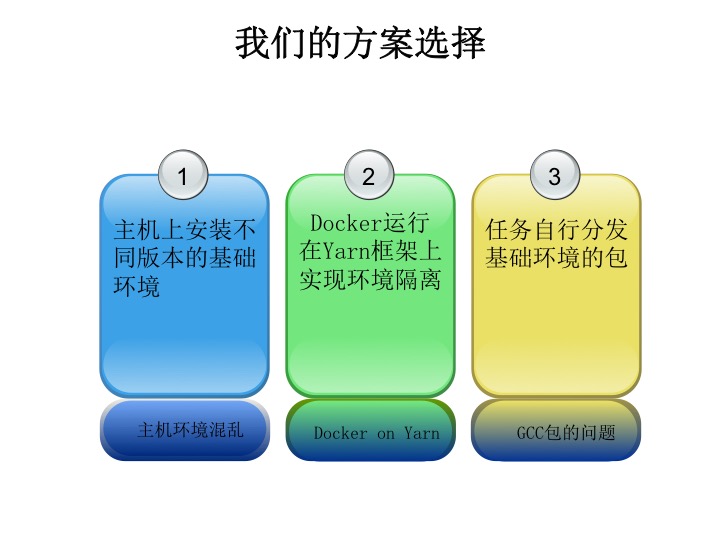 我们的方案选择
1
主机上安装不
同版本的基础
环境
主机环境混乱
2
Docker运行
在Yarn框架上
实现环境隔离
Docker on Yarn
3
任务自行分发
基础环境的包
GCC包的问题